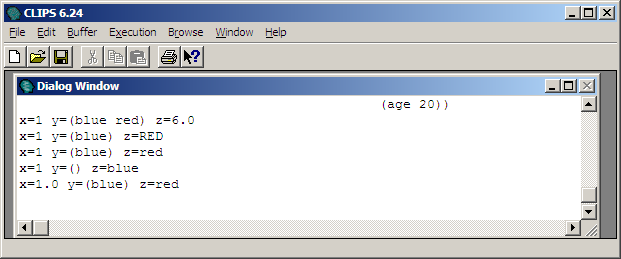 CLIPS 6.24
File Edit Buffer Execution Browse Window Help
Dialog Window
(age 20))
x=1 y=(blue red) z=6.0
x=1 y=(blue) z=RED
x=1 y=(blue) z=red
x=1 y=() z=blue
x=1.0 y=(blue) z=red